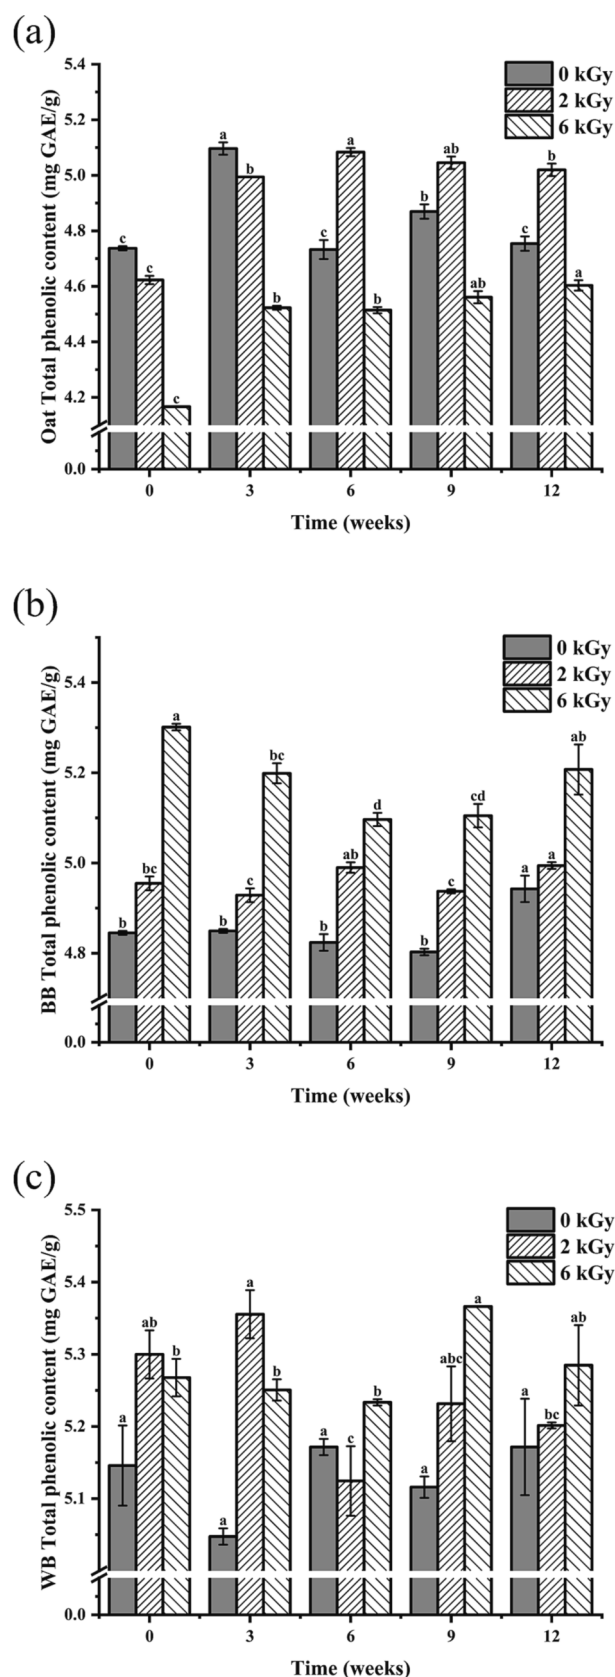 (a)
Oat Total phenolic content (mg GAE/g)
5.4
5.2
5.0
4.8
4.6
4.4
4.2
0.0
0 kGy
2 kGy
6 kGy
c c c
a b b
c a b
b ab ab
c b a
0 3 6 9 12
Time (weeks)
(b)
BB Total phenolic content (mg GAE/g)
5.4
5.2
5.0
4.8
0.0
0 kGy
2 kGy
6 kGy
b bc a
b c bc
b ab d
b c cd
a a ab
0 3 6 9 12
Time (weeks)
(c)
WB Total phenolic content (mg GAE/g)
5.5
5.4
5.3
5.2
5.1
0.0
0 kGy
2 kGy
6 kGy
a ab b
a a b
a c b
a abc a
a bc ab
0 3 6 9 12
Time (weeks)